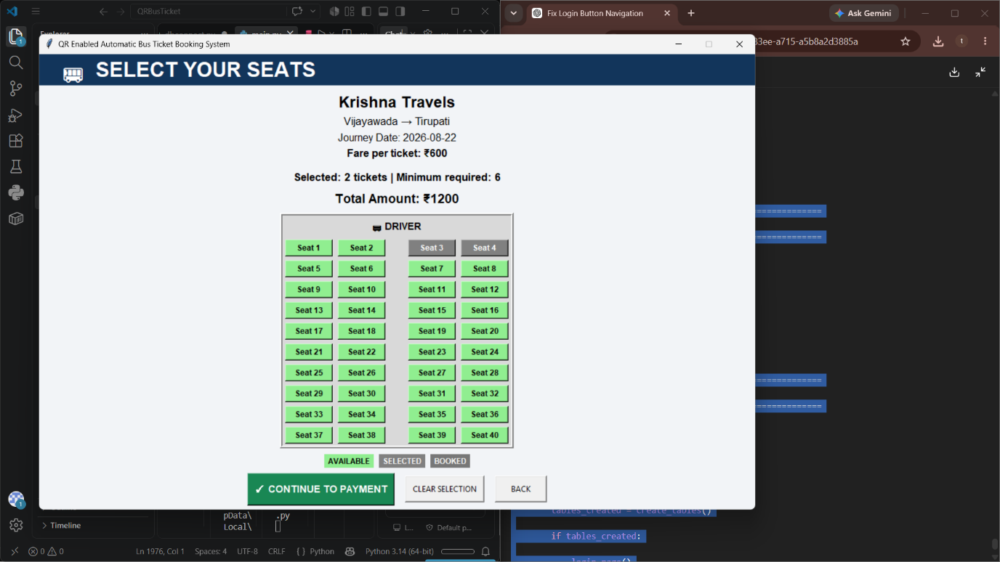 QRBusTicket
Fix Login Button Navigation
Ask Gemini
QR Enabled Automatic Bus Ticket Booking System
33ee-a715-a5b8a2d3885a
1
1
SELECT YOUR SEATS
Krishna Travels
Vijayawada → Tirupati
Journey Date: 2026-08-22
Fare per ticket: ₹600
Selected: 2 tickets | Minimum required: 6
Total Amount: ₹1200
DRIVER
Seat 1 Seat 2 Seat 3 Seat 4
Seat 5 Seat 6 Seat 7 Seat 8
Seat 9 Seat 10 Seat 11 Seat 12
Seat 13 Seat 14 Seat 15 Seat 16
Seat 17 Seat 18 Seat 19 Seat 20
Seat 21 Seat 22 Seat 23 Seat 24
Seat 25 Seat 26 Seat 27 Seat 28
Seat 29 Seat 30 Seat 31 Seat 32
Seat 33 Seat 34 Seat 35 Seat 36
Seat 37 Seat 38 Seat 39 Seat 40
AVAILABLE SELECTED BOOKED
✓ CONTINUE TO PAYMENT CLEAR SELECTION BACK
1
pData\ .py
Local\
Timeline
L... Default p...
tables_created = create_tables()
if tables_created:
0 0 Ln 1976, Col 1 Spaces: 4 UTF-8 CRLF { } Python Python 3.14 (64-bit)